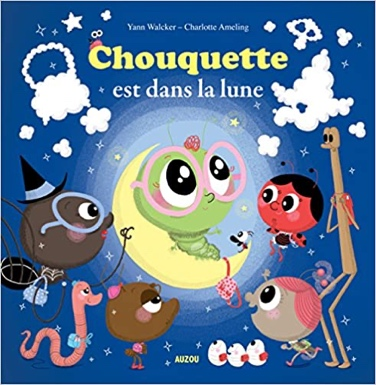 Yann Walcker – Charlotte Ameling
Chouquette
est dans la lune
AUZOU